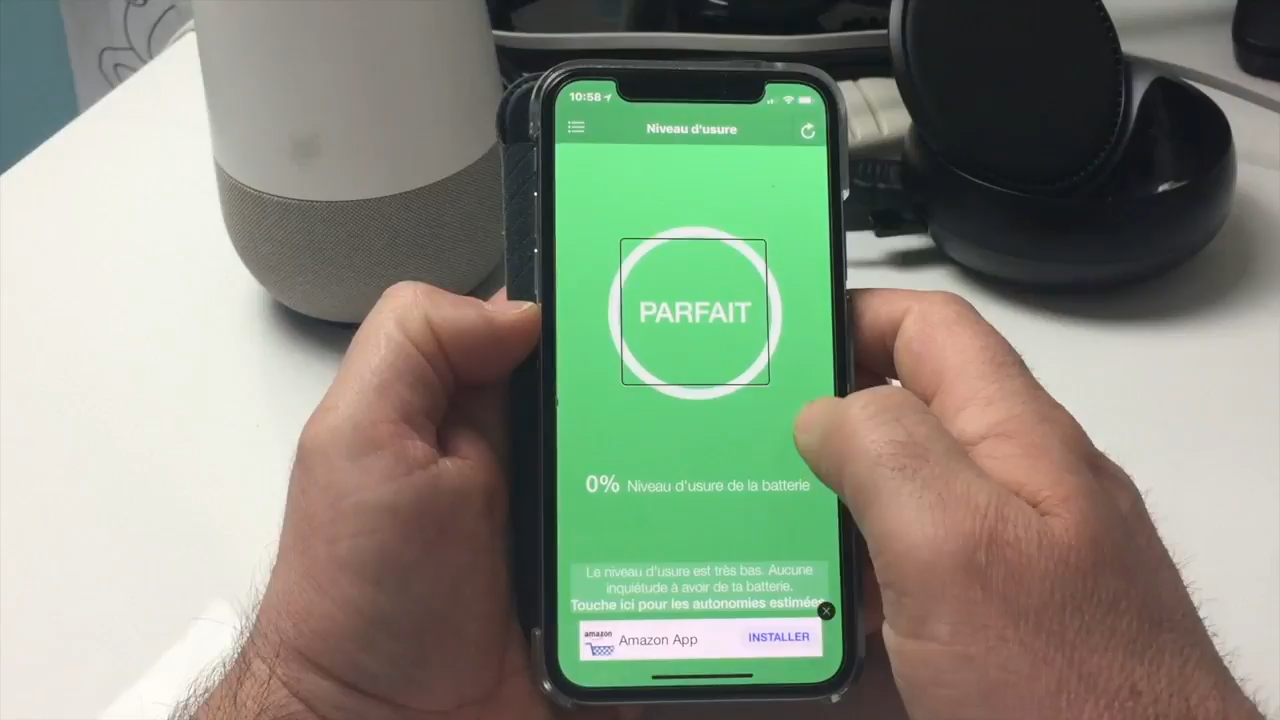 10:58
Niveau d'usure
PARFAIT
0% Niveau d'usure de la batterie
Le niveau d'usure est très bas. Aucune
inquiétude à avoir de ta batterie.
Touche ici pour les autonomies estimées
amazon
Amazon App
INSTALLER